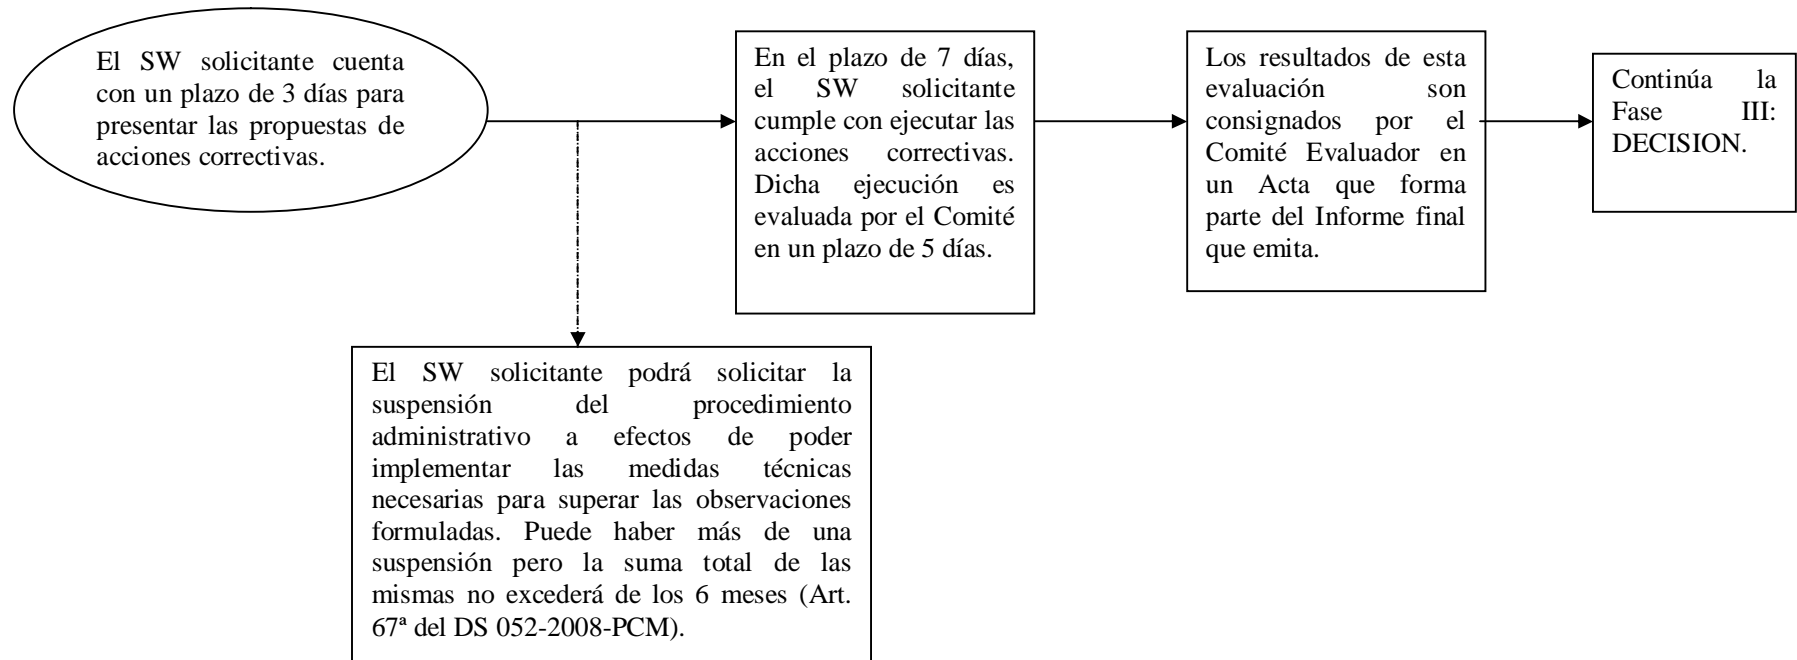 El SW solicitante cuenta
con un plazo de 3 días para
presentar las propuestas de
acciones correctivas.
En el plazo de 7 días,
el SW solicitante
cumple con ejecutar las
acciones correctivas.
Dicha ejecución es
evaluada por el Comité
en un plazo de 5 días.
Los resultados de esta
evaluación son
consignados por el
Comité Evaluador en
un Acta que forma
parte del Informe final
que emita.
Continúa la
Fase III:
DECISION.
El SW solicitante podrá solicitar la
suspensión del procedimiento
administrativo a efectos de poder
implementar las medidas técnicas
necesarias para superar las observaciones
formuladas. Puede haber más de una
suspensión pero la suma total de las
mismas no excederá de los 6 meses (Art.
67ª del DS 052-2008-PCM).